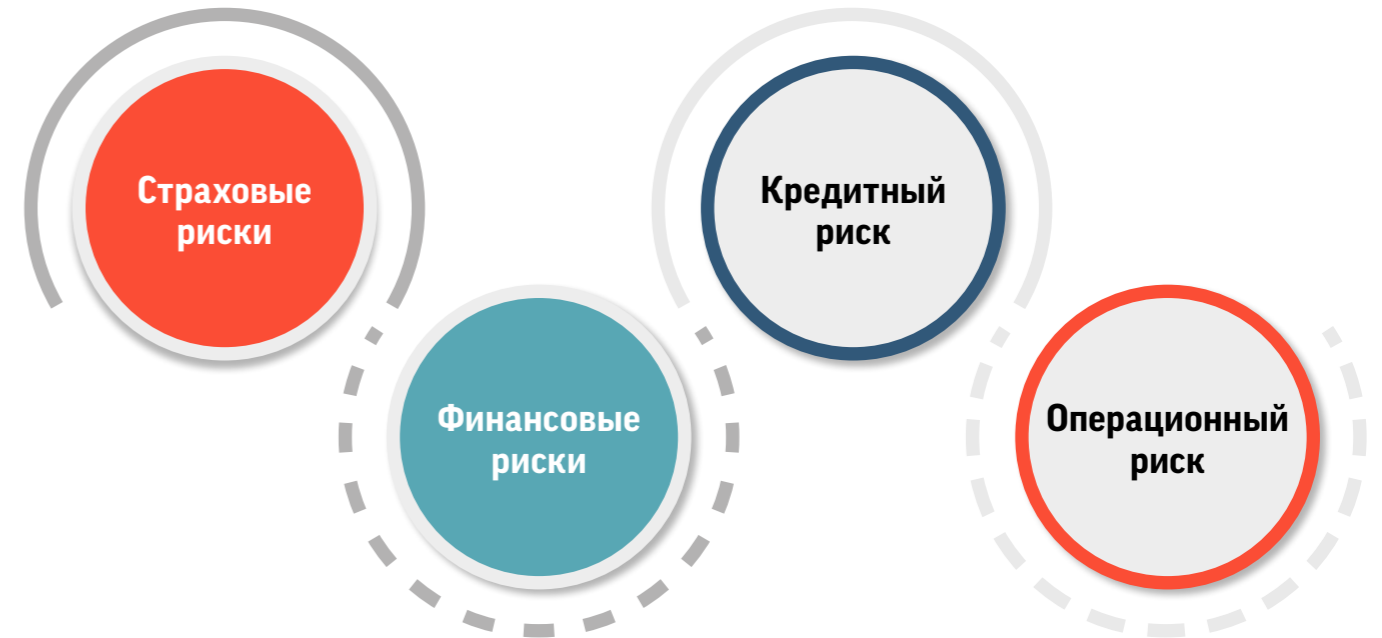 Страховые
риски
Финансовые
риски
Кредитный
риск
Операционный
риск